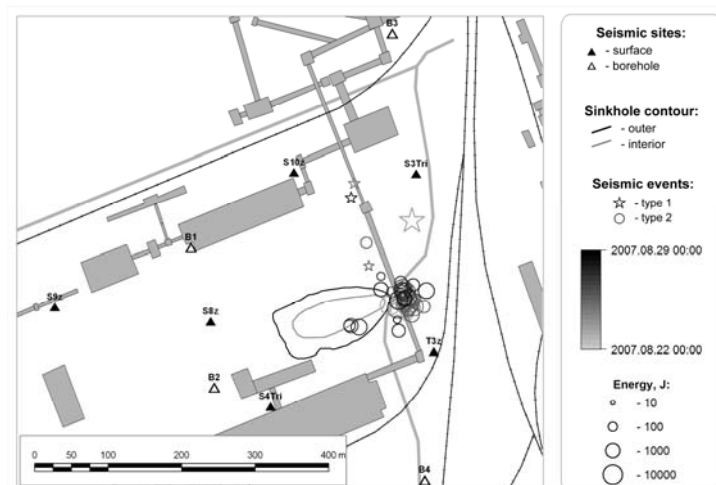 B3
S10z
S3Tri
B1
S9z
S8z
T3z
B2
S4Tri
B4
0 50 100 200 300 400 m
Seismic sites:
- surface
- borehole
Sinkhole contour:
- outer
- interior
Seismic events:
- type 1
- type 2
2007.08.29 00:00
2007.08.22 00:00
Energy, J:
- 10
- 100
- 1000
- 10000